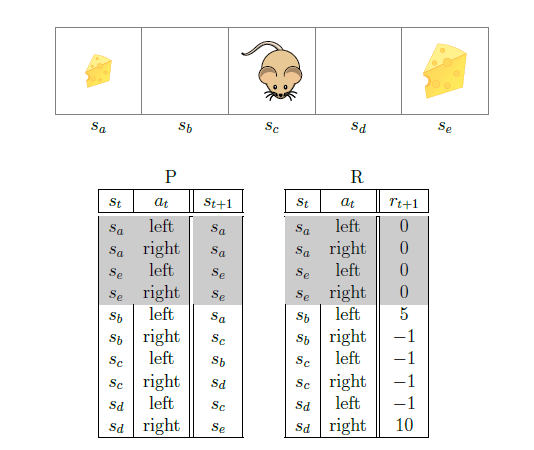 s_a s_b s_c s_d s_e
P R
s_t a_t s_{t+1} s_t a_t r_{t+1}
s_a left s_a s_a left 0
s_a right s_a s_a right 0
s_e left s_e s_e left 0
s_e right s_e s_e right 0
s_b left s_a s_b left 5
s_b right s_c s_b right −1
s_c left s_b s_c left −1
s_c right s_d s_c right −1
s_d left s_c s_d left −1
s_d right s_e s_d right 10